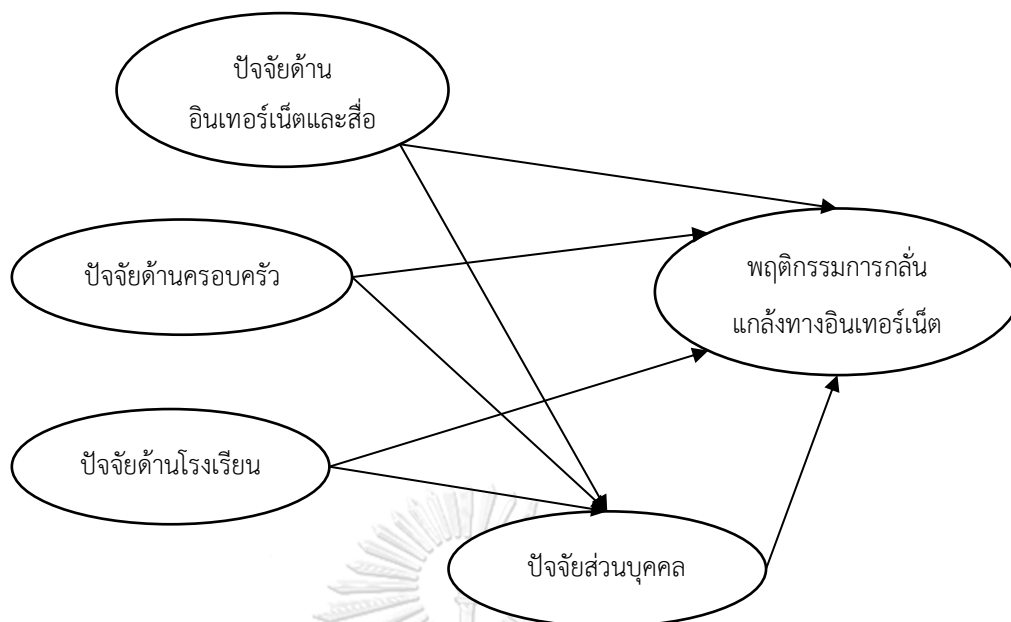 ปัจจัยด้าน
อินเทอร์เน็ตและสื่อ
ปัจจัยด้านครอบครัว
พฤติกรรมการกลั่น
แกล้งทางอินเทอร์เน็ต
ปัจจัยด้านโรงเรียน
ปัจจัยส่วนบุคคล